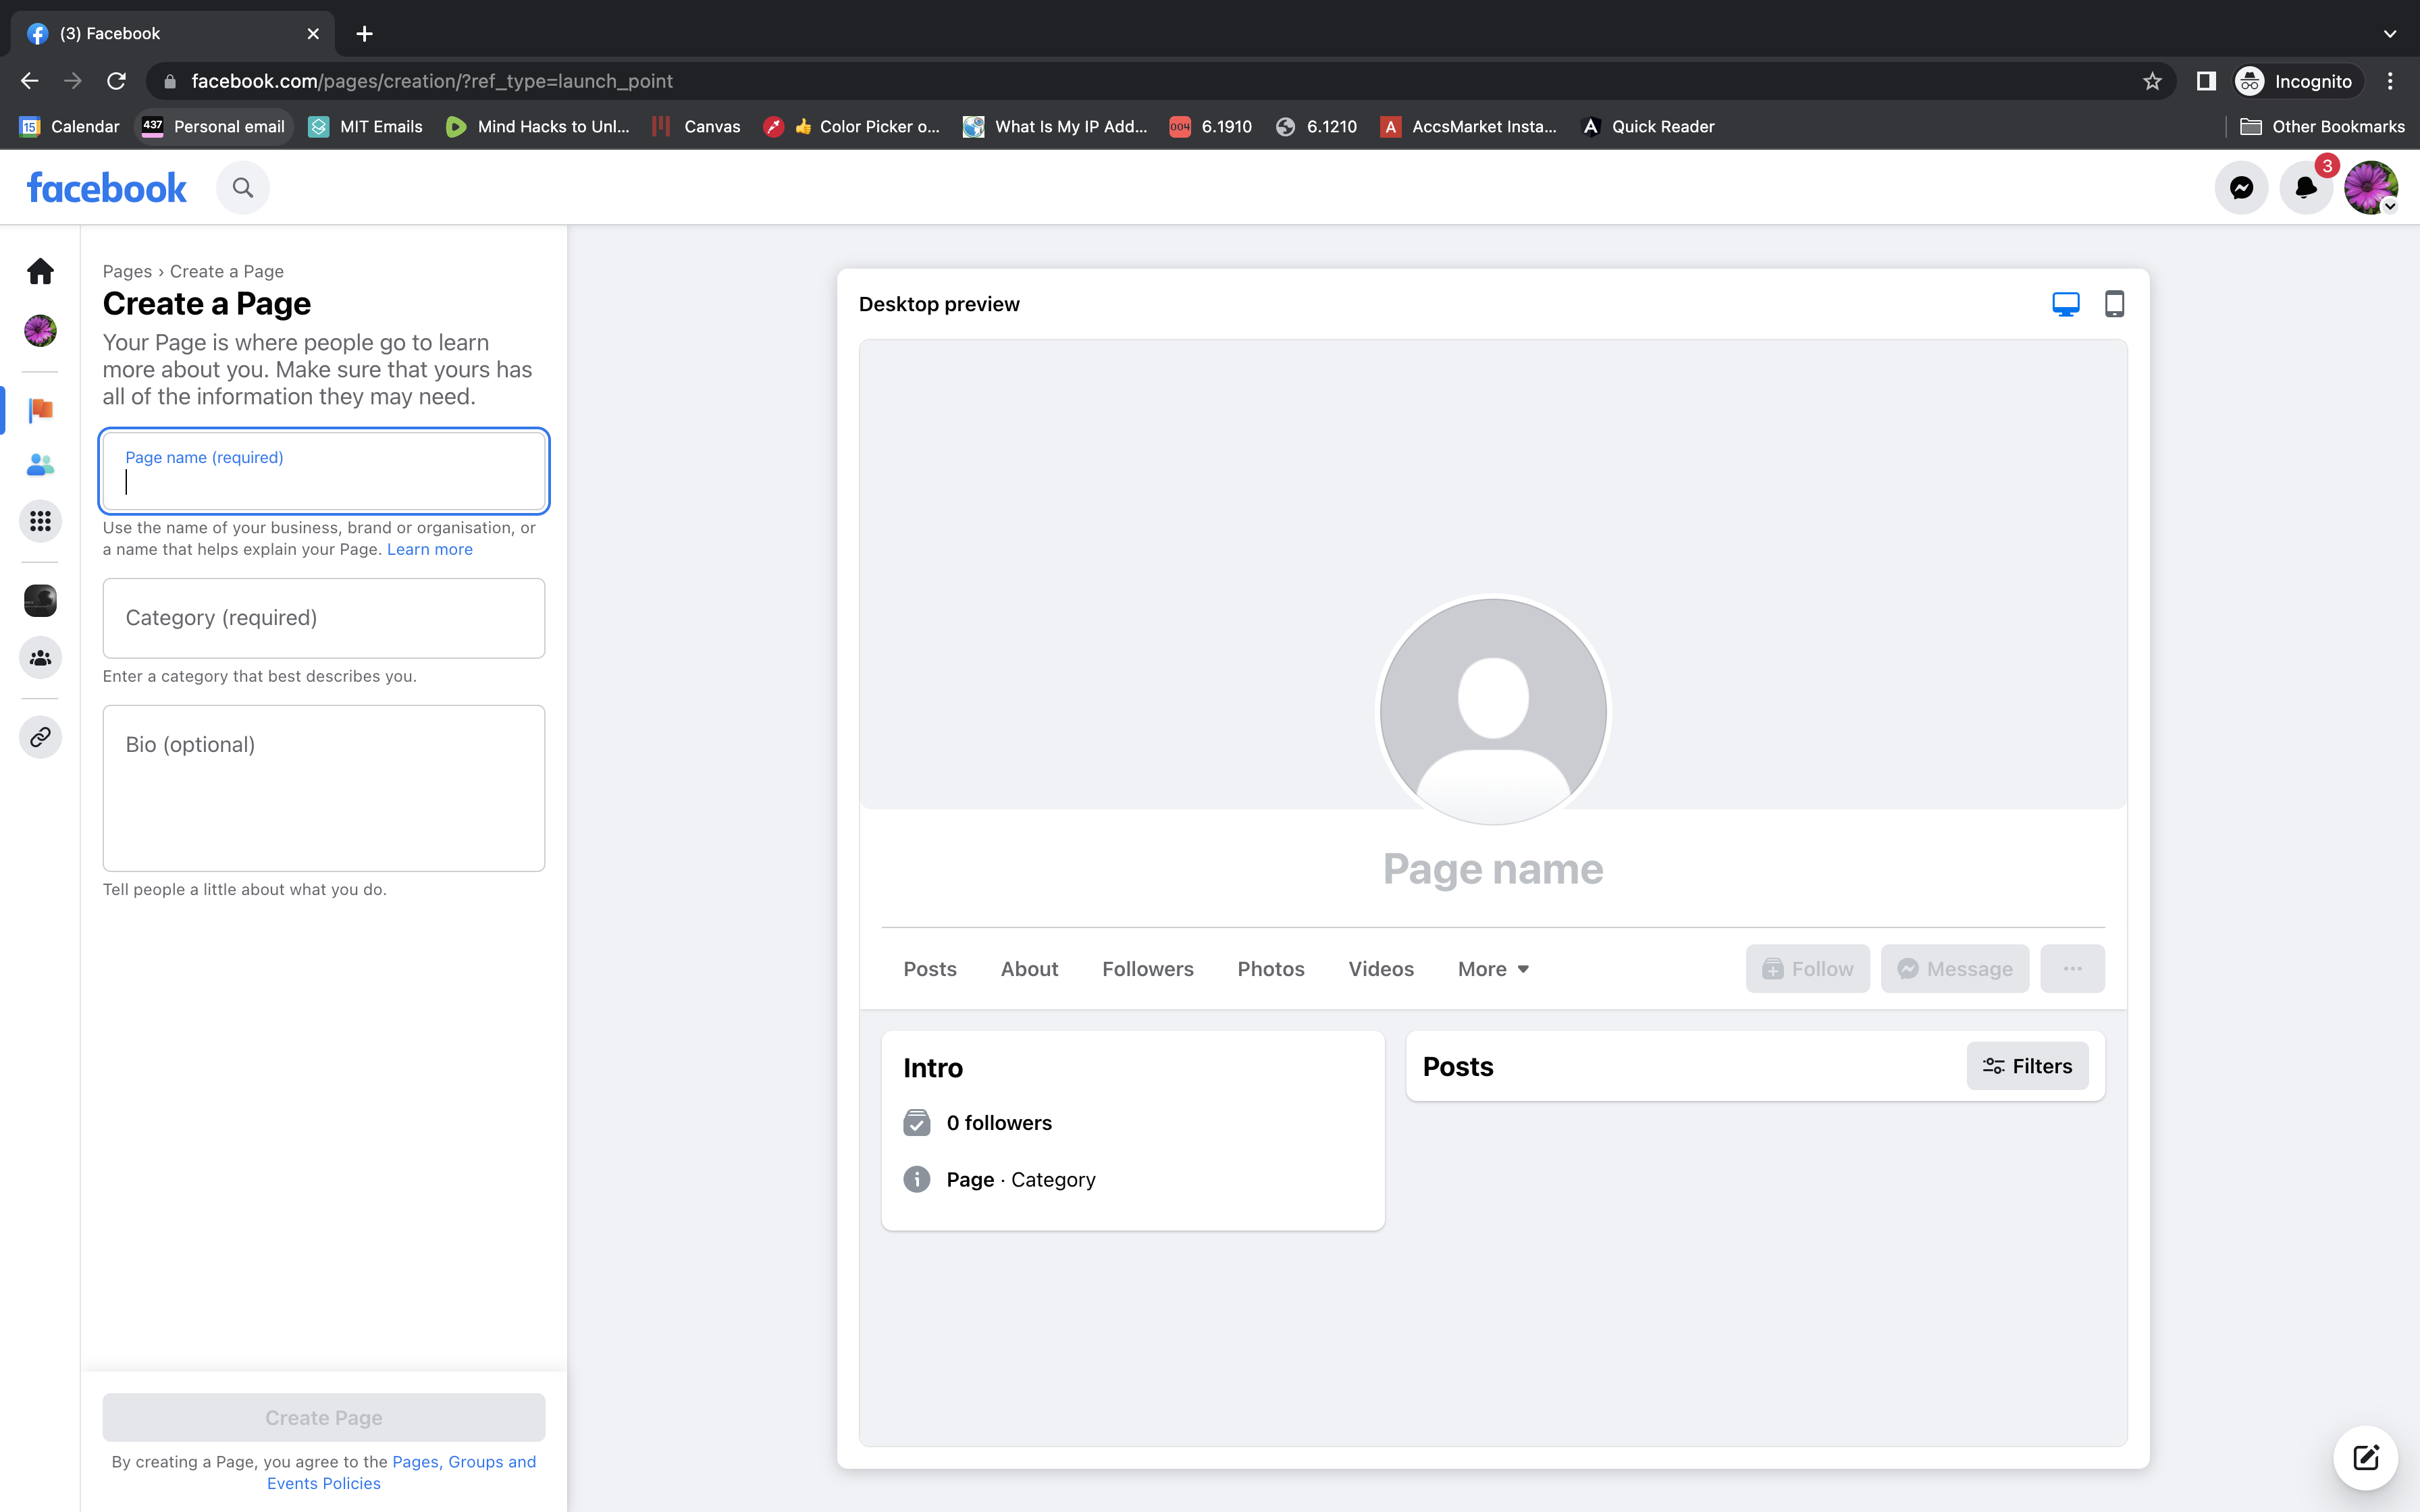 (3) Facebook
facebook.com/pages/creation/?ref_type=launch_point
Incognito
15 Calendar
437 Personal email
MIT Emails
Mind Hacks to Unl...
Canvas
Color Picker o...
What Is My IP Add...
004 6.1910
6.1210
A AccsMarket Insta...
Quick Reader
Other Bookmarks
facebook
3
Pages › Create a Page
Create a Page
Your Page is where people go to learn
more about you. Make sure that yours has
all of the information they may need.
Page name (required)
Use the name of your business, brand or organisation, or
a name that helps explain your Page. Learn more
Category (required)
Enter a category that best describes you.
Bio (optional)
Tell people a little about what you do.
Create Page
By creating a Page, you agree to the Pages, Groups and
Events Policies
Desktop preview
Page name
Posts About Followers Photos Videos More
Follow Message ...
Intro
0 followers
Page · Category
Posts
Filters